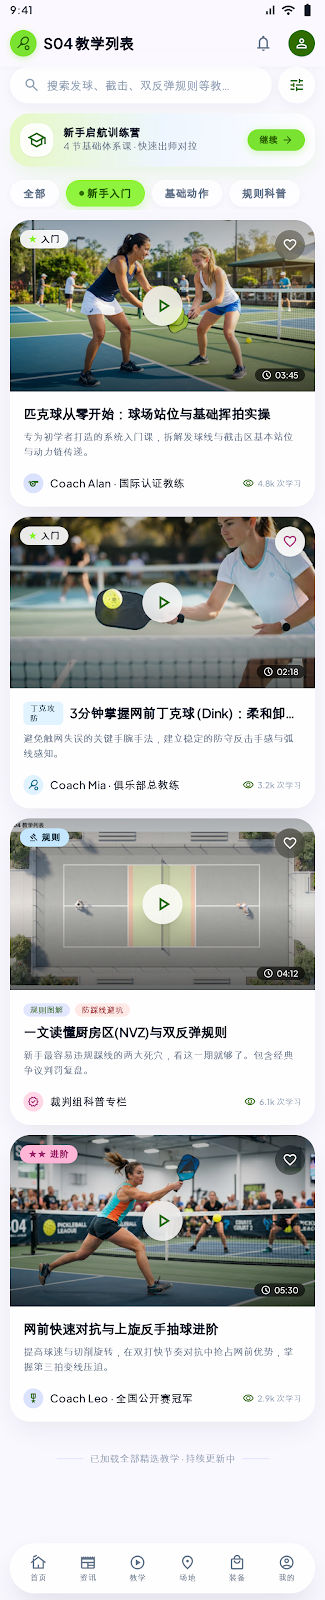 9:41
S04 教学列表
搜索发球、截击、双反弹规则等教...
新手启航训练营
4 节基础体系课 · 快速出师对拉
继续 →
全部
新手入门
基础动作
规则科普
★ 入门
03:45
匹克球从零开始：球场站位与基础挥拍实操
专为初学者打造的系统入门课，拆解发球线与截击区基本站位
与动力链传递。
Coach Alan · 国际认证教练
4.8k 次学习
★ 入门
02:18
丁克攻
防
3分钟掌握网前丁克球 (Dink)：柔和卸...
避免触网失误的关键手腕手法，建立稳定的防守反击手感与弧
线感知。
Coach Mia · 俱乐部总教练
3.2k 次学习
教学列表
规则
04:12
规则图解
防踩线避坑
一文读懂厨房区(NVZ)与双反弹规则
新手最容易违规踩线的两大死穴，看这一期就够了。包含经典
争议判罚复盘。
裁判组科普专栏
6.1k 次学习
★★ 进阶
04
PICKLEBALL
LEAGUE
05:30
网前快速对抗与上旋反手抽球进阶
提高球速与切削旋转，在双打快节奏对抗中抢占网前优势，掌
握第三拍变线压迫。
Coach Leo · 全国公开赛冠军
2.9k 次学习
已加载全部精选教学 · 持续更新中
首页
资讯
教学
场地
装备
我的